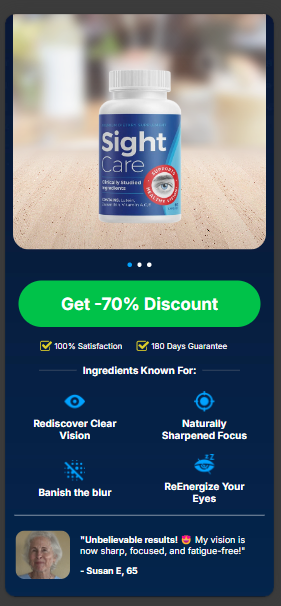 Sight
Care
Clinically Studied
Ingredients
SUPPORTS
Get -70% Discount
100% Satisfaction
180 Days Guarantee
Ingredients Known For:
Rediscover Clear
Vision
Naturally
Sharpened Focus
Banish the blur
ReEnergize Your
Eyes
"Unbelievable results! 😍 My vision is
now sharp, focused, and fatigue-free!"
- Susan E, 65